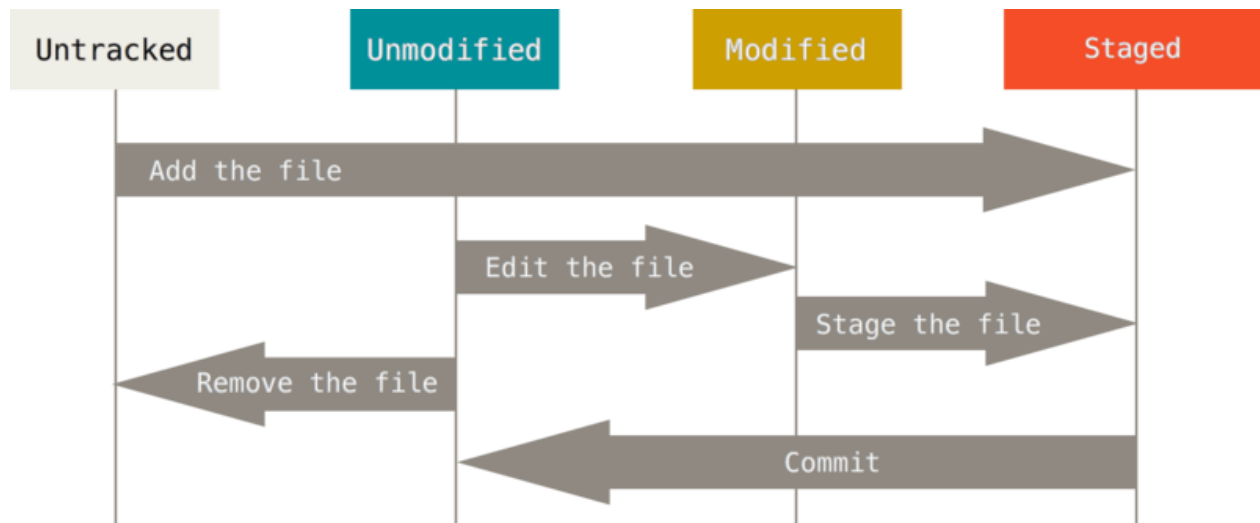 Untracked
Unmodified
Modified
Staged
Add the file
Edit the file
Stage the file
Remove the file
Commit